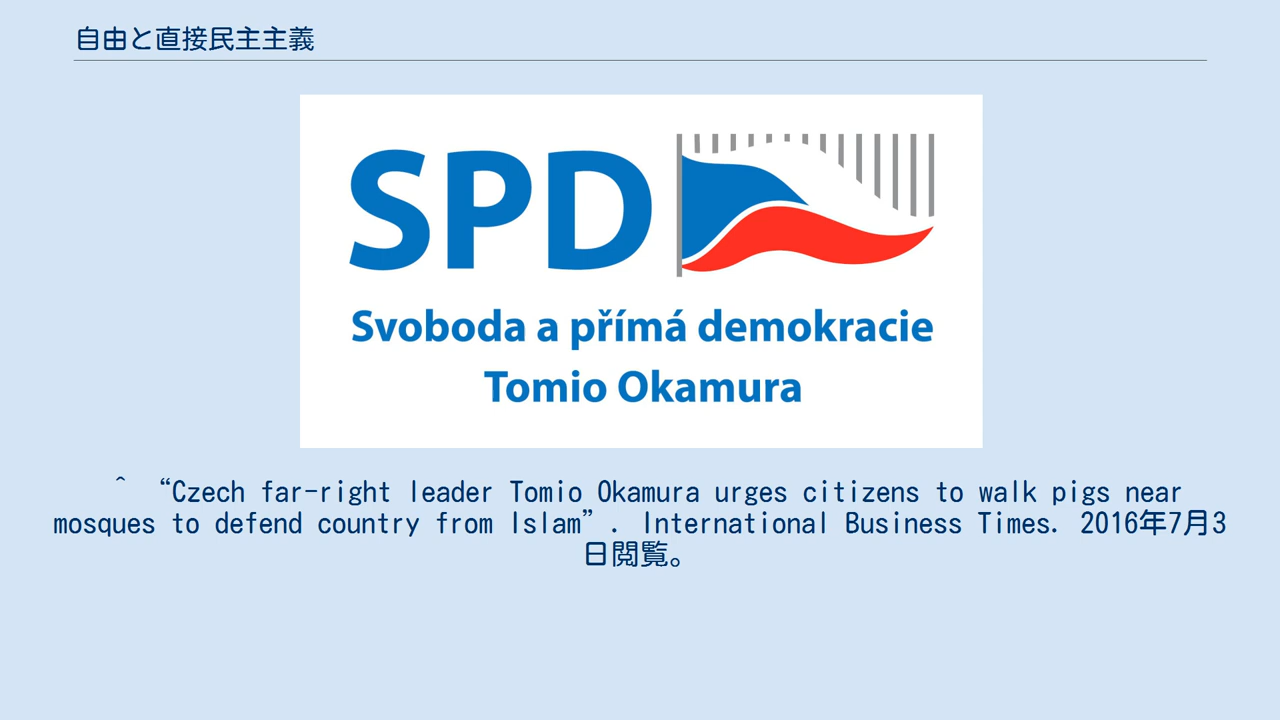 自由と直接民主主義
SPD
Svoboda a přímá demokracie
Tomio Okamura
^ “Czech far-right leader Tomio Okamura urges citizens to walk pigs near
mosques to defend country from Islam”. International Business Times. 2016年7月3
日閲覧。